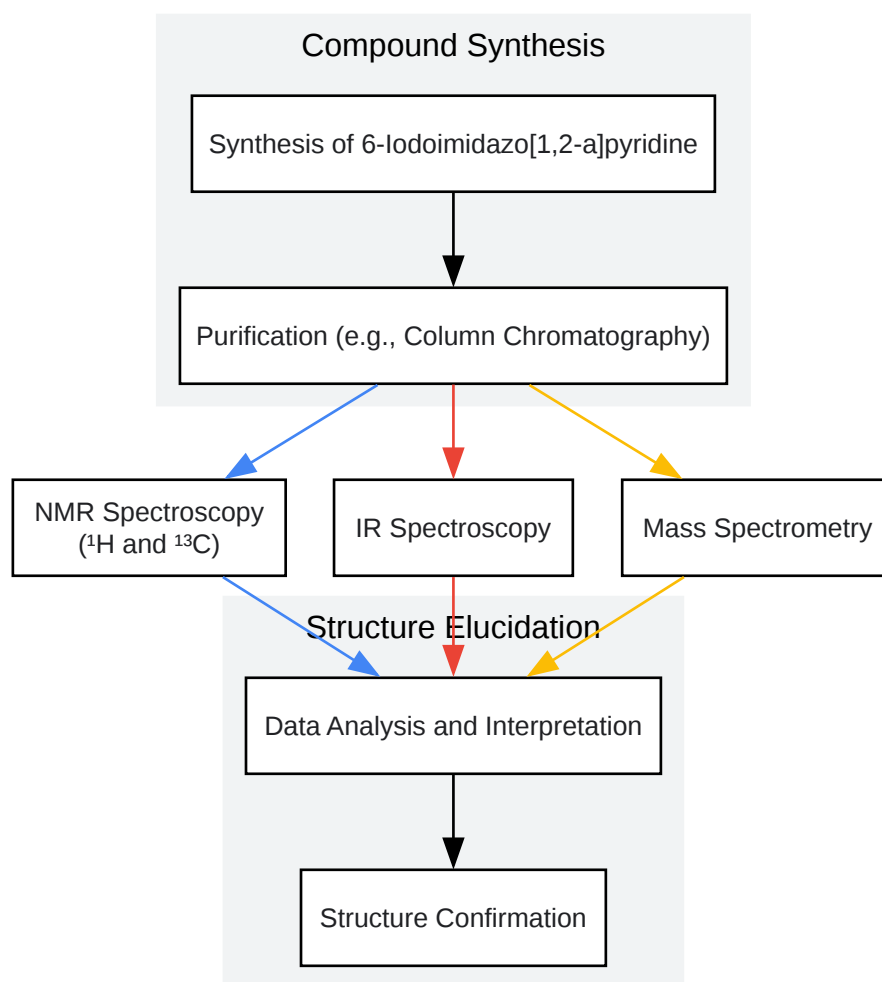 Compound Synthesis
Synthesis of 6-Iodoimidazo[1,2-a]pyridine
Purification (e.g., Column Chromatography)
NMR Spectroscopy
(¹H and ¹³C)
IR Spectroscopy
Mass Spectrometry
Structure Elucidation
Data Analysis and Interpretation
Structure Confirmation